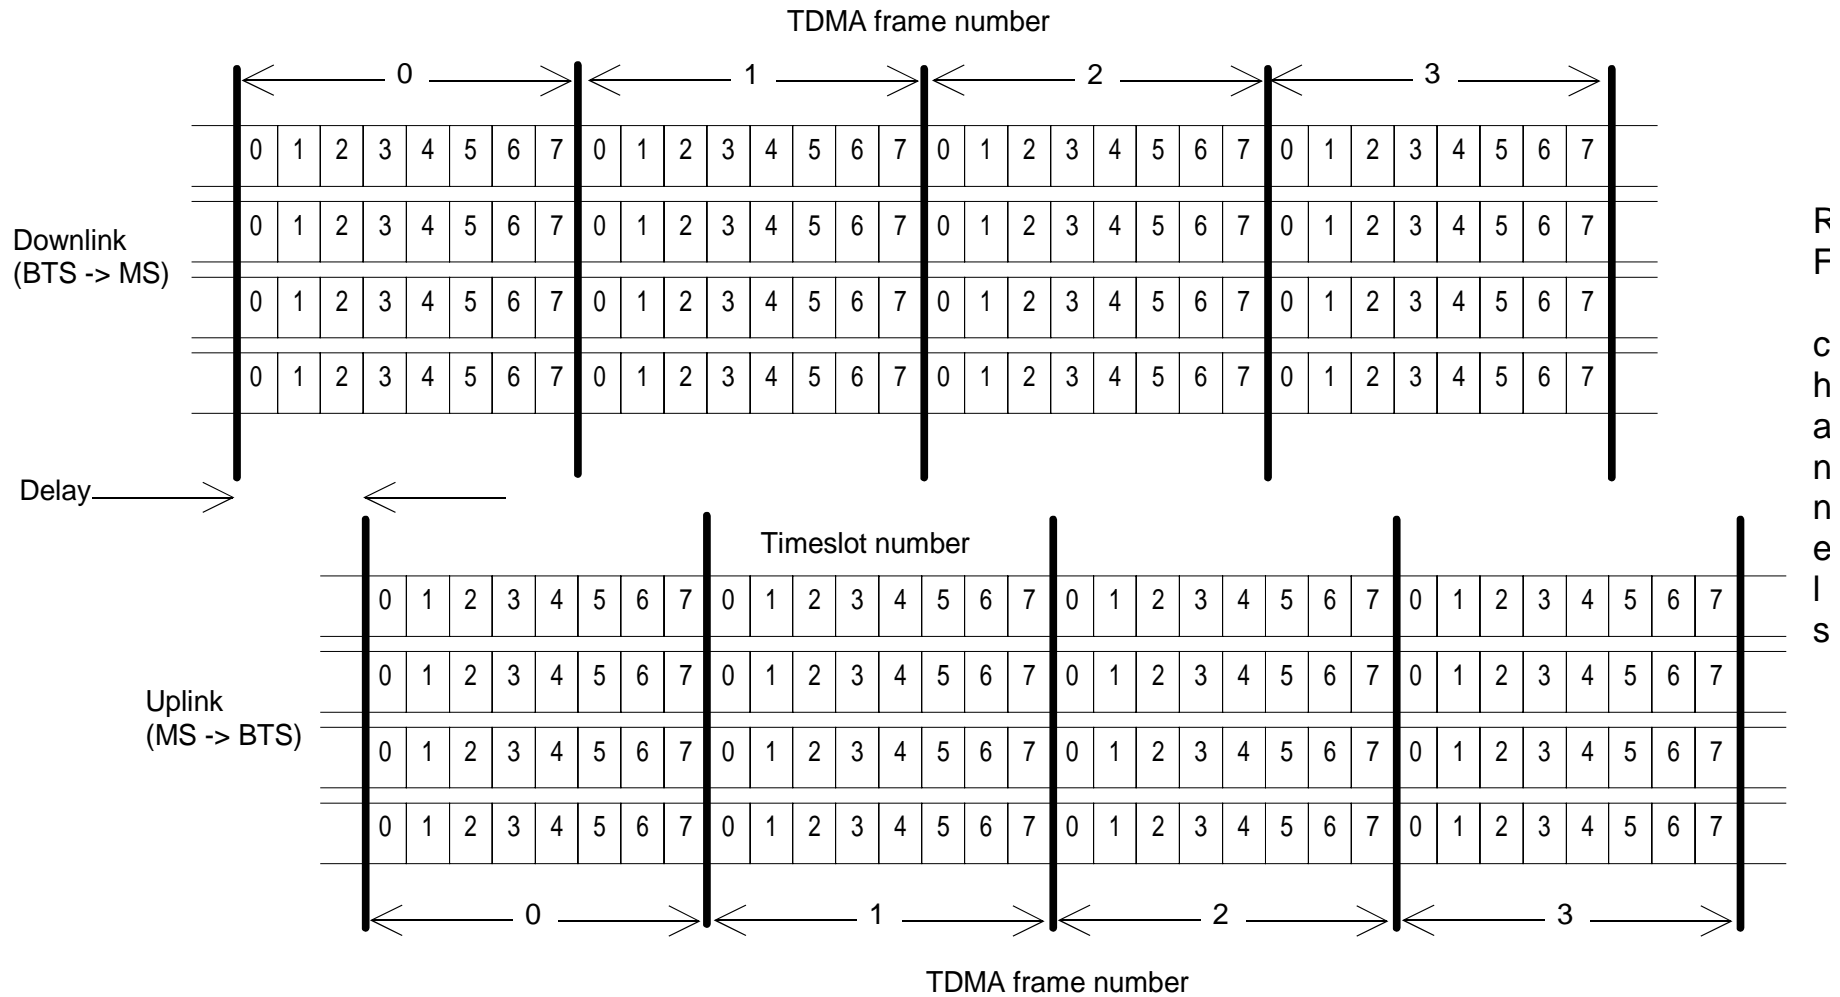 TDMA frame number
0 1 2 3
0 1 2 3 4 5 6 7 0 1 2 3 4 5 6 7 0 1 2 3 4 5 6 7 0 1 2 3 4 5 6 7
0 1 2 3 4 5 6 7 0 1 2 3 4 5 6 7 0 1 2 3 4 5 6 7 0 1 2 3 4 5 6 7
Downlink
(BTS -> MS)
0 1 2 3 4 5 6 7 0 1 2 3 4 5 6 7 0 1 2 3 4 5 6 7 0 1 2 3 4 5 6 7
0 1 2 3 4 5 6 7 0 1 2 3 4 5 6 7 0 1 2 3 4 5 6 7 0 1 2 3 4 5 6 7
Delay
Timeslot number
0 1 2 3 4 5 6 7 0 1 2 3 4 5 6 7 0 1 2 3 4 5 6 7 0 1 2 3 4 5 6 7
0 1 2 3 4 5 6 7 0 1 2 3 4 5 6 7 0 1 2 3 4 5 6 7 0 1 2 3 4 5 6 7
Uplink
(MS -> BTS)
0 1 2 3 4 5 6 7 0 1 2 3 4 5 6 7 0 1 2 3 4 5 6 7 0 1 2 3 4 5 6 7
0 1 2 3 4 5 6 7 0 1 2 3 4 5 6 7 0 1 2 3 4 5 6 7 0 1 2 3 4 5 6 7
0 1 2 3
TDMA frame number
R
F
c
h
a
n
n
e
l
s